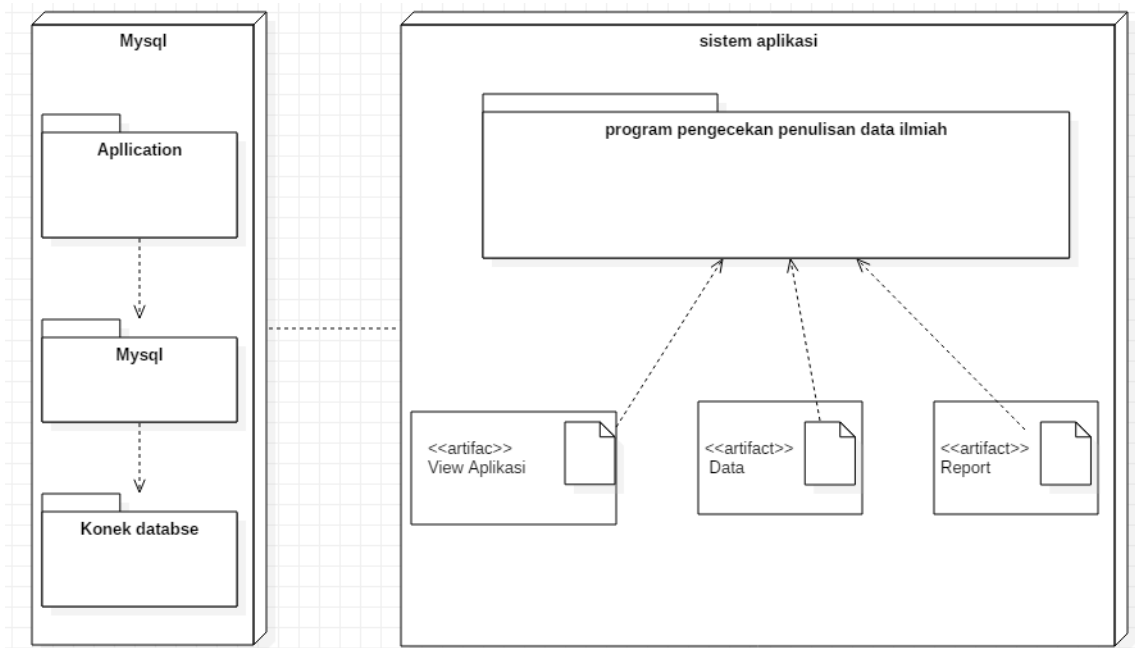 Mysql
Apllication
Mysql
Konek databse
sistem aplikasi
program pengecekan penulisan data ilmiah
<<artifac>>
View Aplikasi
<<artifact>>
Data
<<artifact>>
Report